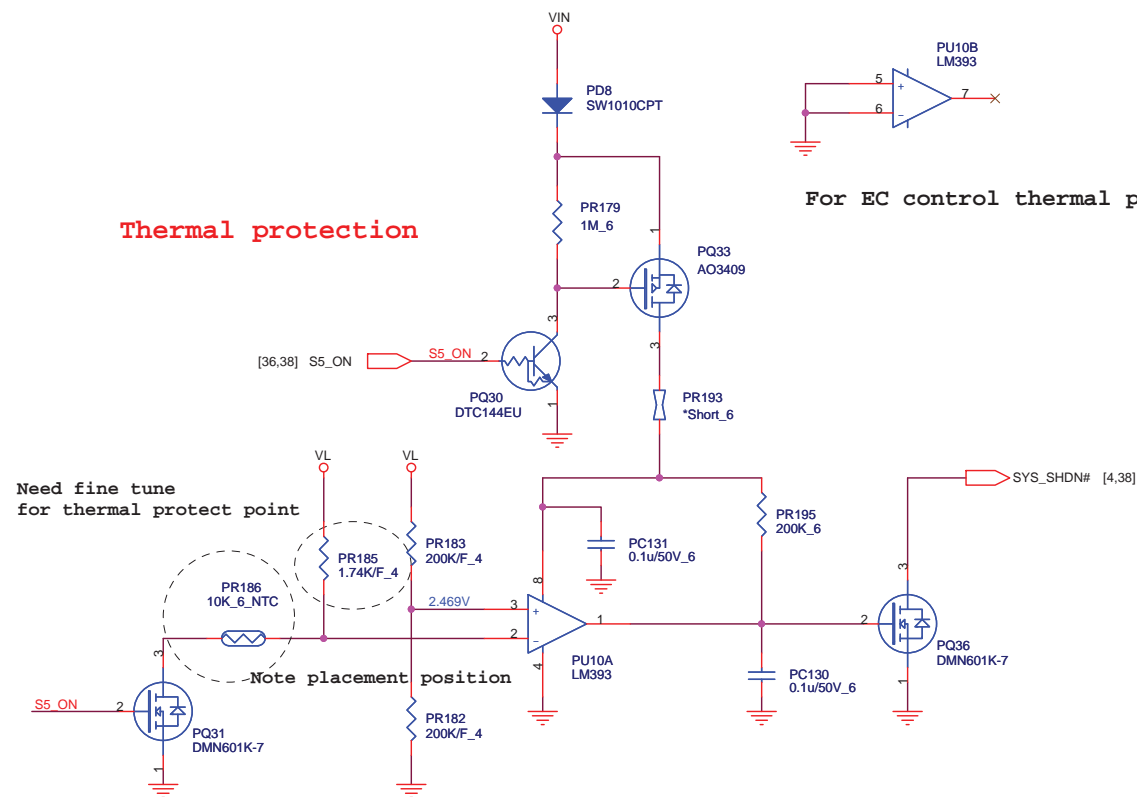 VIN
PD8
SW1010CPT
PU10B
LM393
5
+
6
−
7
For EC control thermal p
Thermal protection
PR179
1M_6
1
PQ33
AO3409
2
3
3
[36,38] S5_ON
S5_ON
2
PQ30
DTC144EU
1
PR193
*Short_6
VL
VL
SYS_SHDN# [4,38]
Need fine tune
for thermal protect point
PR185
1.74K/F_4
PR183
200K/F_4
PC131
0.1u/50V_6
PR195
200K_6
PR186
10K_6_NTC
2.469V
8
3
+
2
−
1
4
PU10A
LM393
3
2
PQ36
DMN601K-7
1
3
Note placement position
PC130
0.1u/50V_6
S5_ON
2
PQ31
DMN601K-7
1
PR182
200K/F_4